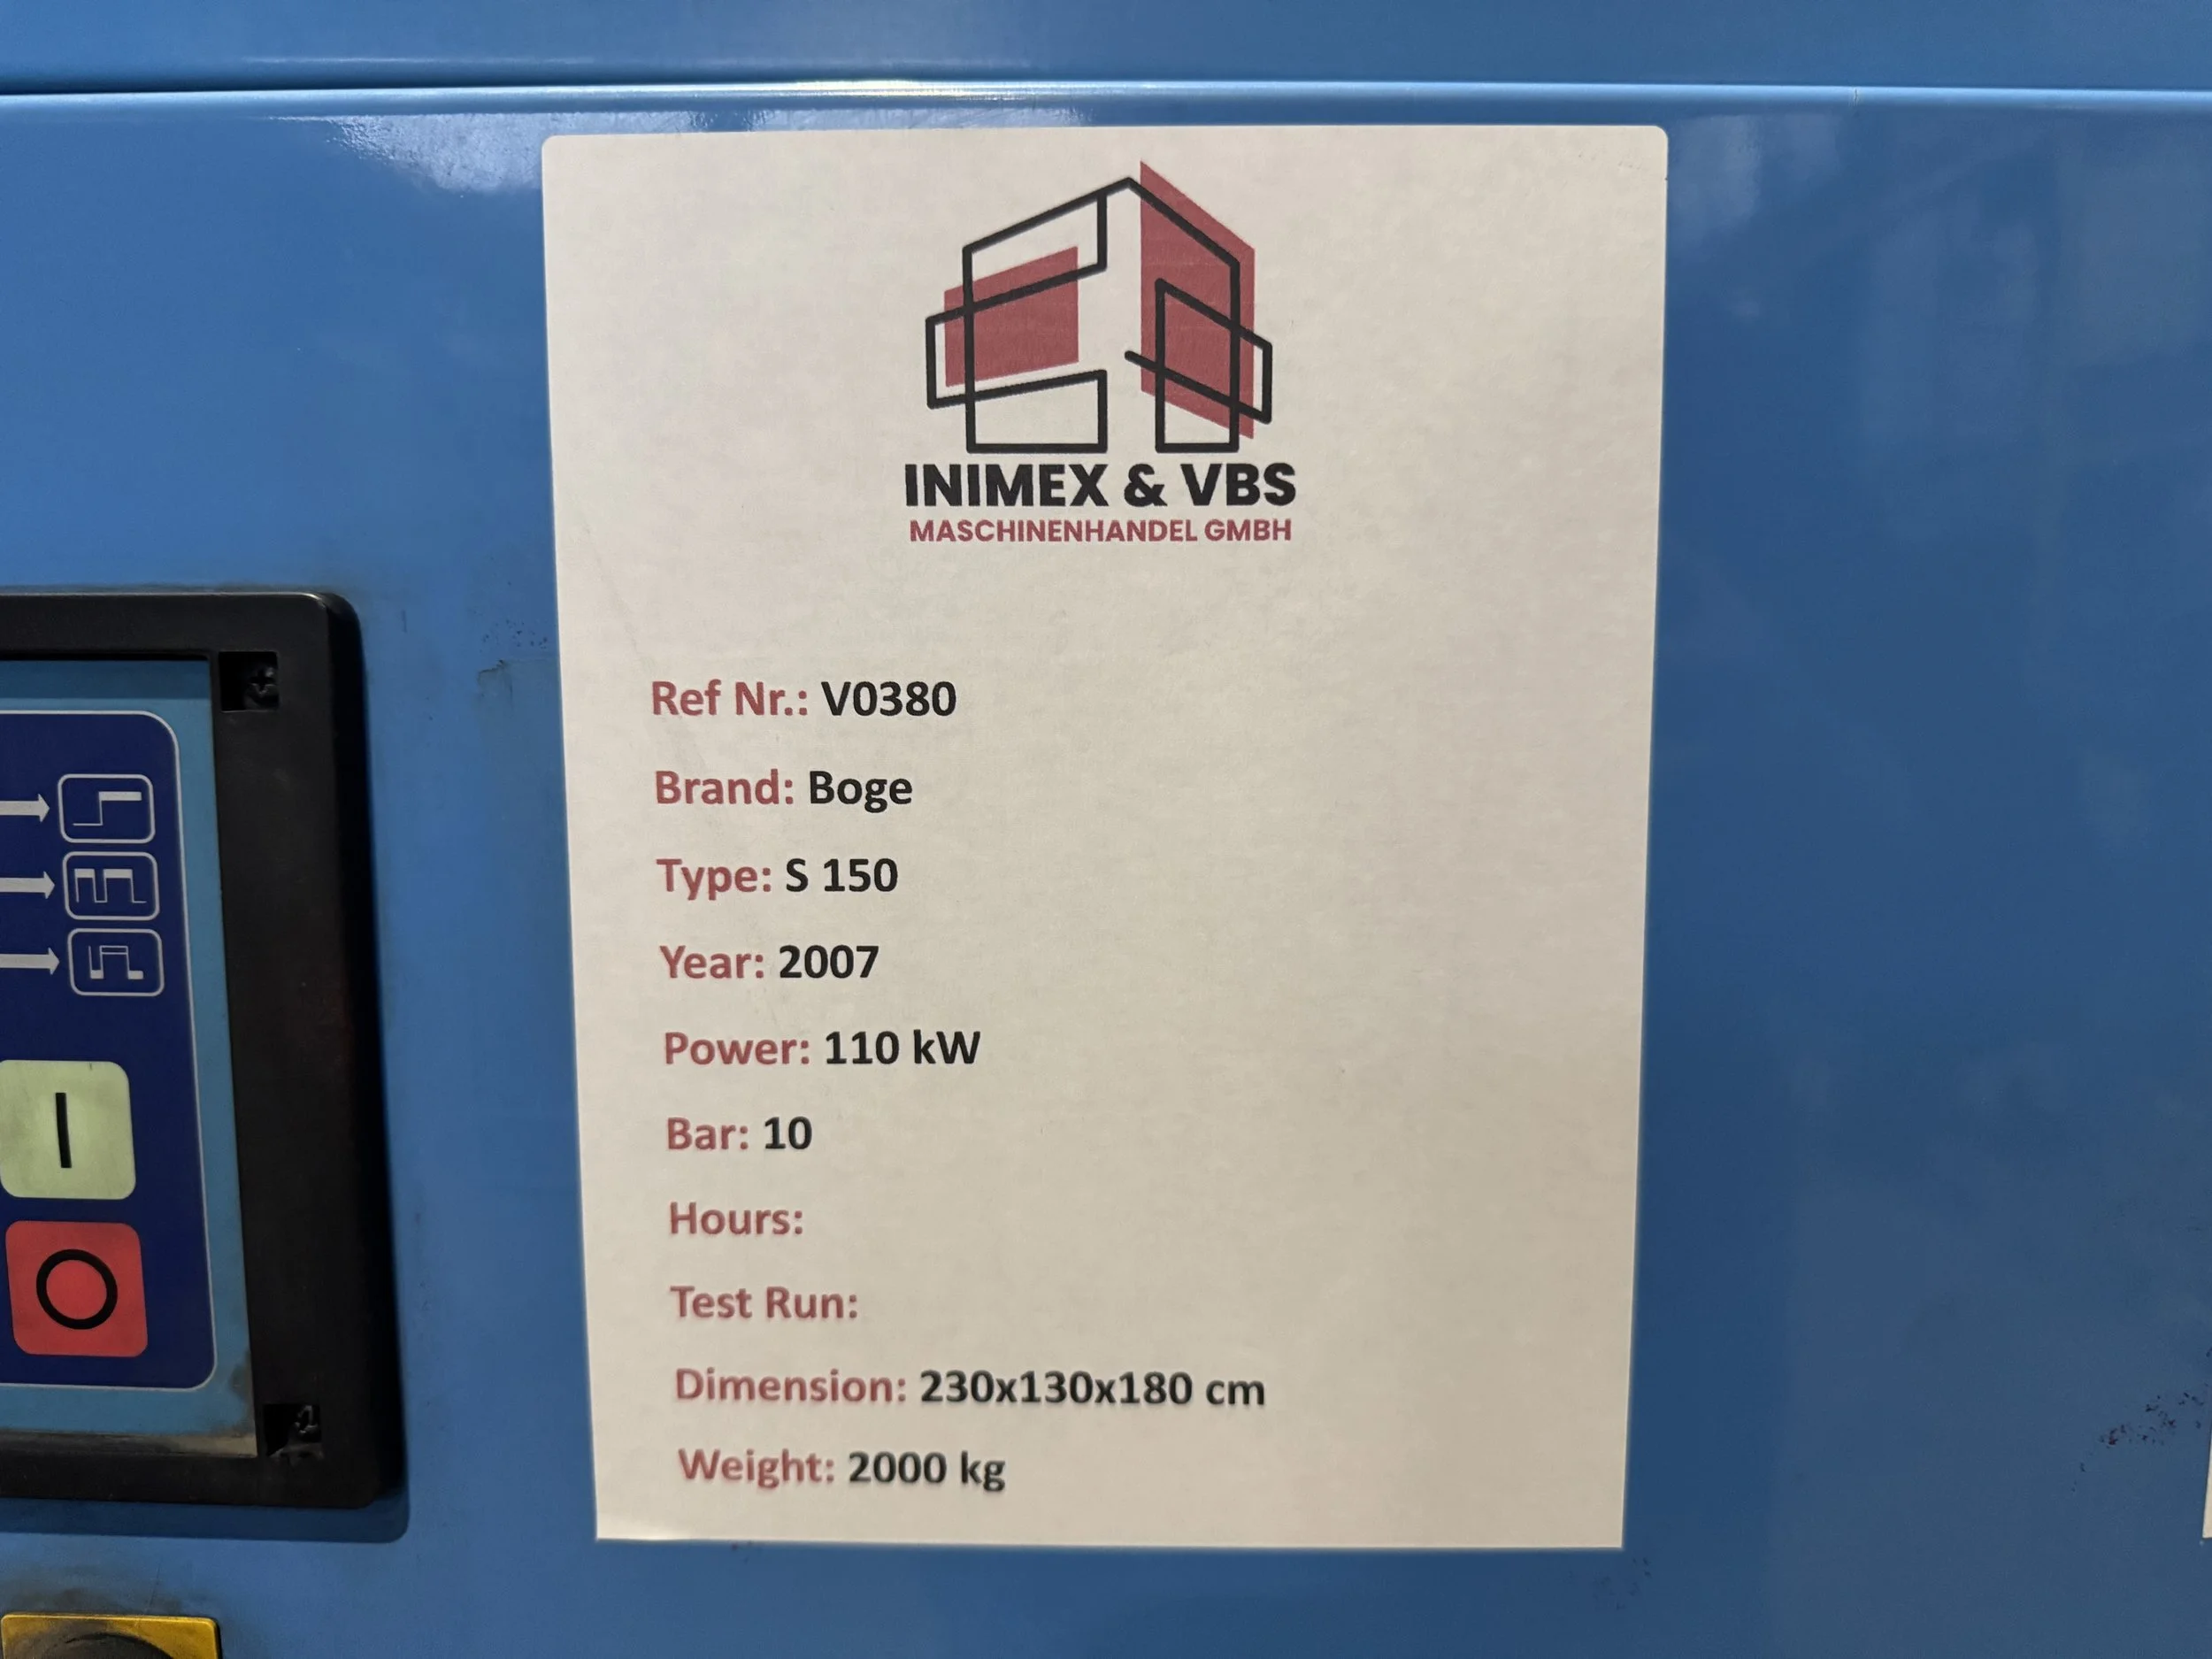 INIMEX & VBS
MASCHINENHANDEL GMBH
Ref Nr.: V0380
Brand: Boge
Type: S 150
Year: 2007
Power: 110 kW
Bar: 10
Hours:
Test Run:
Dimension: 230x130x180 cm
Weight: 2000 kg